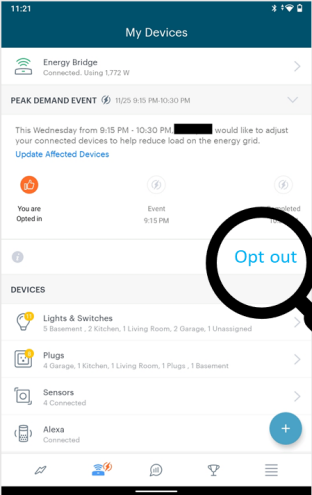 11:21
My Devices
Energy Bridge
Connected. Using 1,772 W
PEAK DEMAND EVENT 11/25 9:15 PM-10:30 PM
This Wednesday from 9:15 PM - 10:30 PM, would like to adjust
your connected devices to help reduce load on the energy grid.
Update Affected Devices
You are
Opted in
Event
9:15 PM
Opt out
DEVICES
Lights & Switches
5 Basement , 2 Kitchen, 1 Living Room, 2 Garage, 1 Unassigned
Plugs
4 Garage, 1 Kitchen, 1 Living Room, 1 Plugs , 1 Basement
Sensors
4 Connected
Alexa
Connected